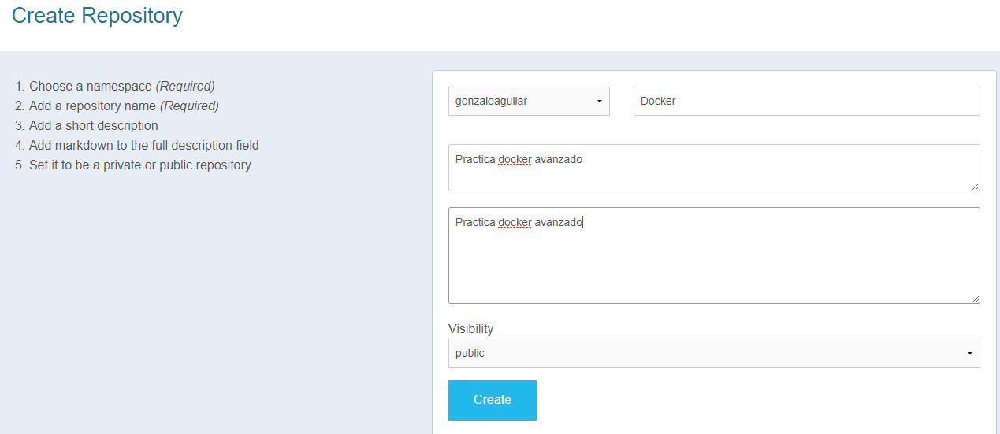 Create Repository
1. Choose a namespace (Required)
2. Add a repository name (Required)
3. Add a short description
4. Add markdown to the full description field
5. Set it to be a private or public repository
gonzaloaguilar
Docker
Practica docker avanzado
Practica docker avanzado
Visibility
public
Create